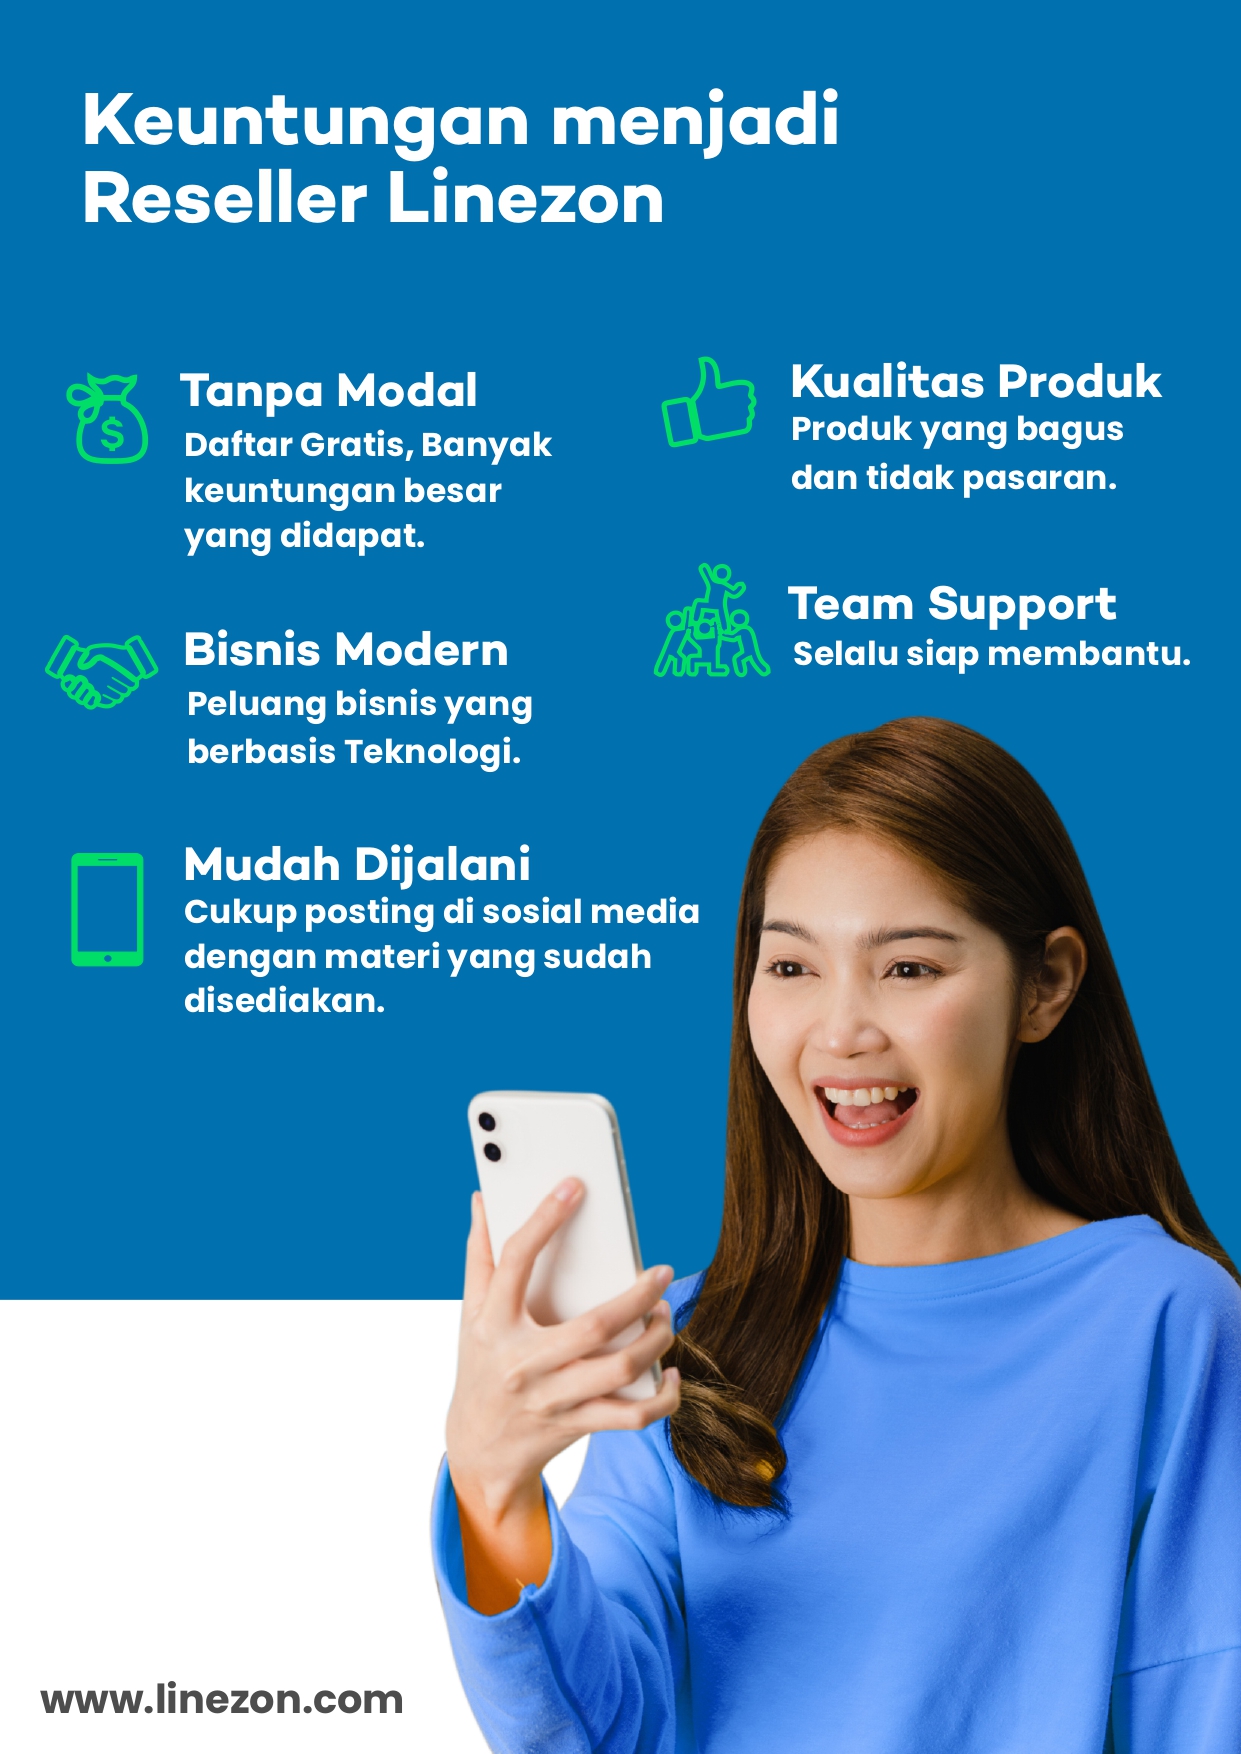 Keuntungan menjadi
Reseller Linezon
Tanpa Modal
Daftar Gratis, Banyak
keuntungan besar
yang didapat.
Bisnis Modern
Peluang bisnis yang
berbasis Teknologi.
Mudah Dijalani
Cukup posting di sosial media
dengan materi yang sudah
disediakan.
Kualitas Produk
Produk yang bagus
dan tidak pasaran.
Team Support
Selalu siap membantu.
$
www.linezon.com